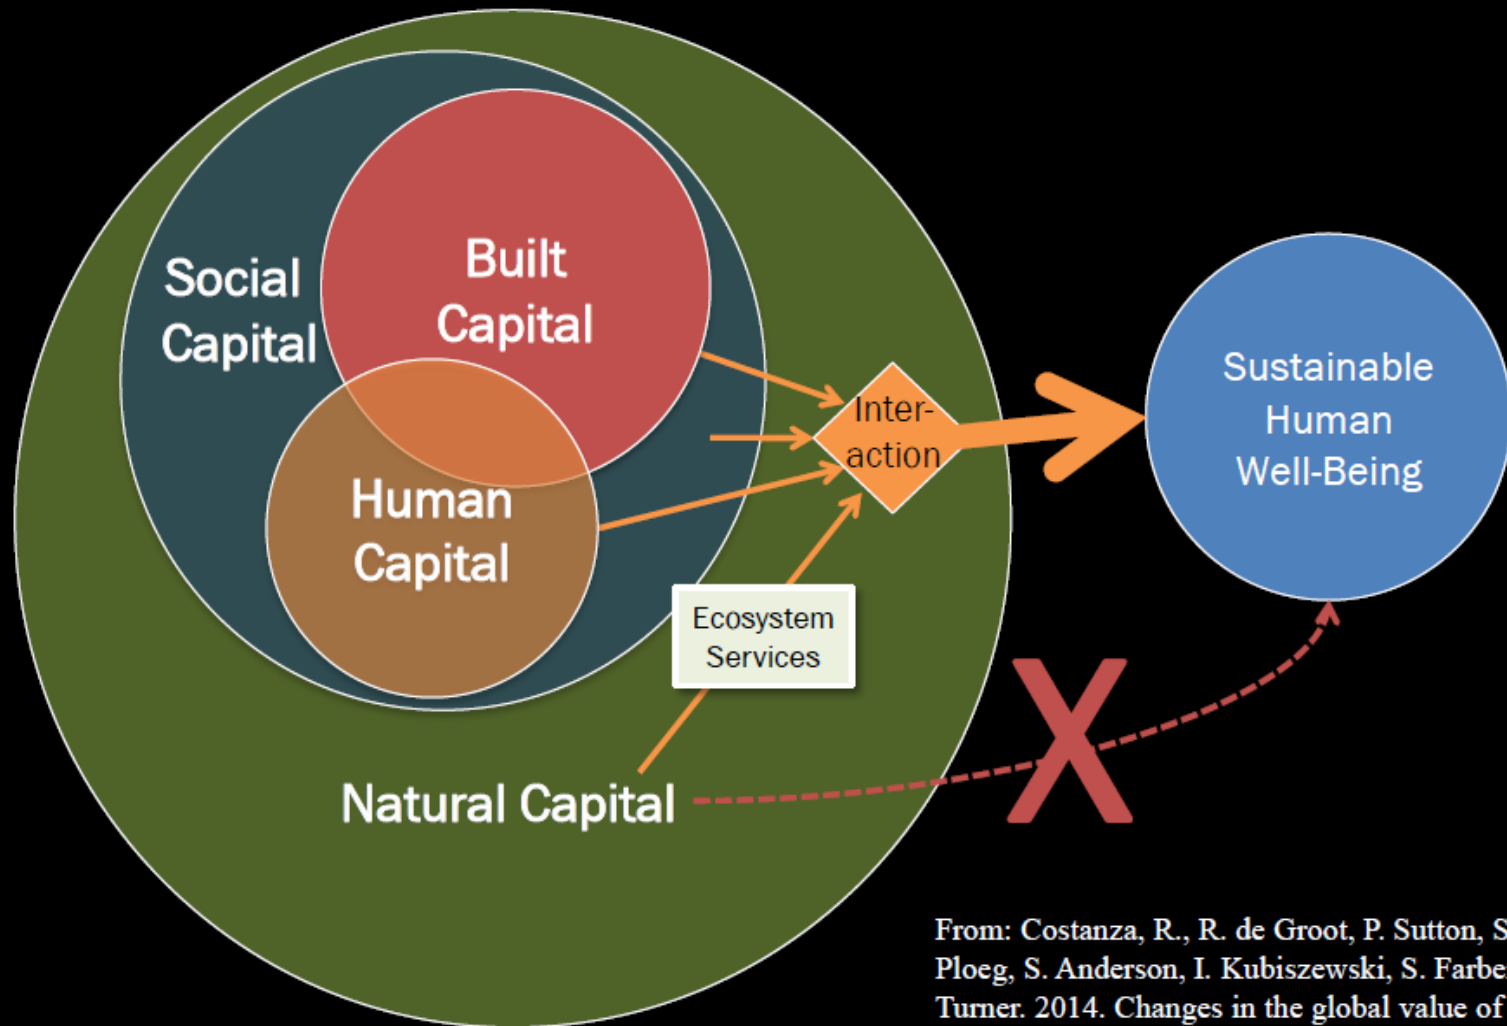 Social
Capital
Built
Capital
Human
Capital
Inter-
action
Ecosystem
Services
Natural Capital
X
Sustainable
Human
Well-Being
From: Costanza, R., R. de Groot, P. Sutton, S
Ploeg, S. Anderson, I. Kubiszewski, S. Farbe
Turner. 2014. Changes in the global value of